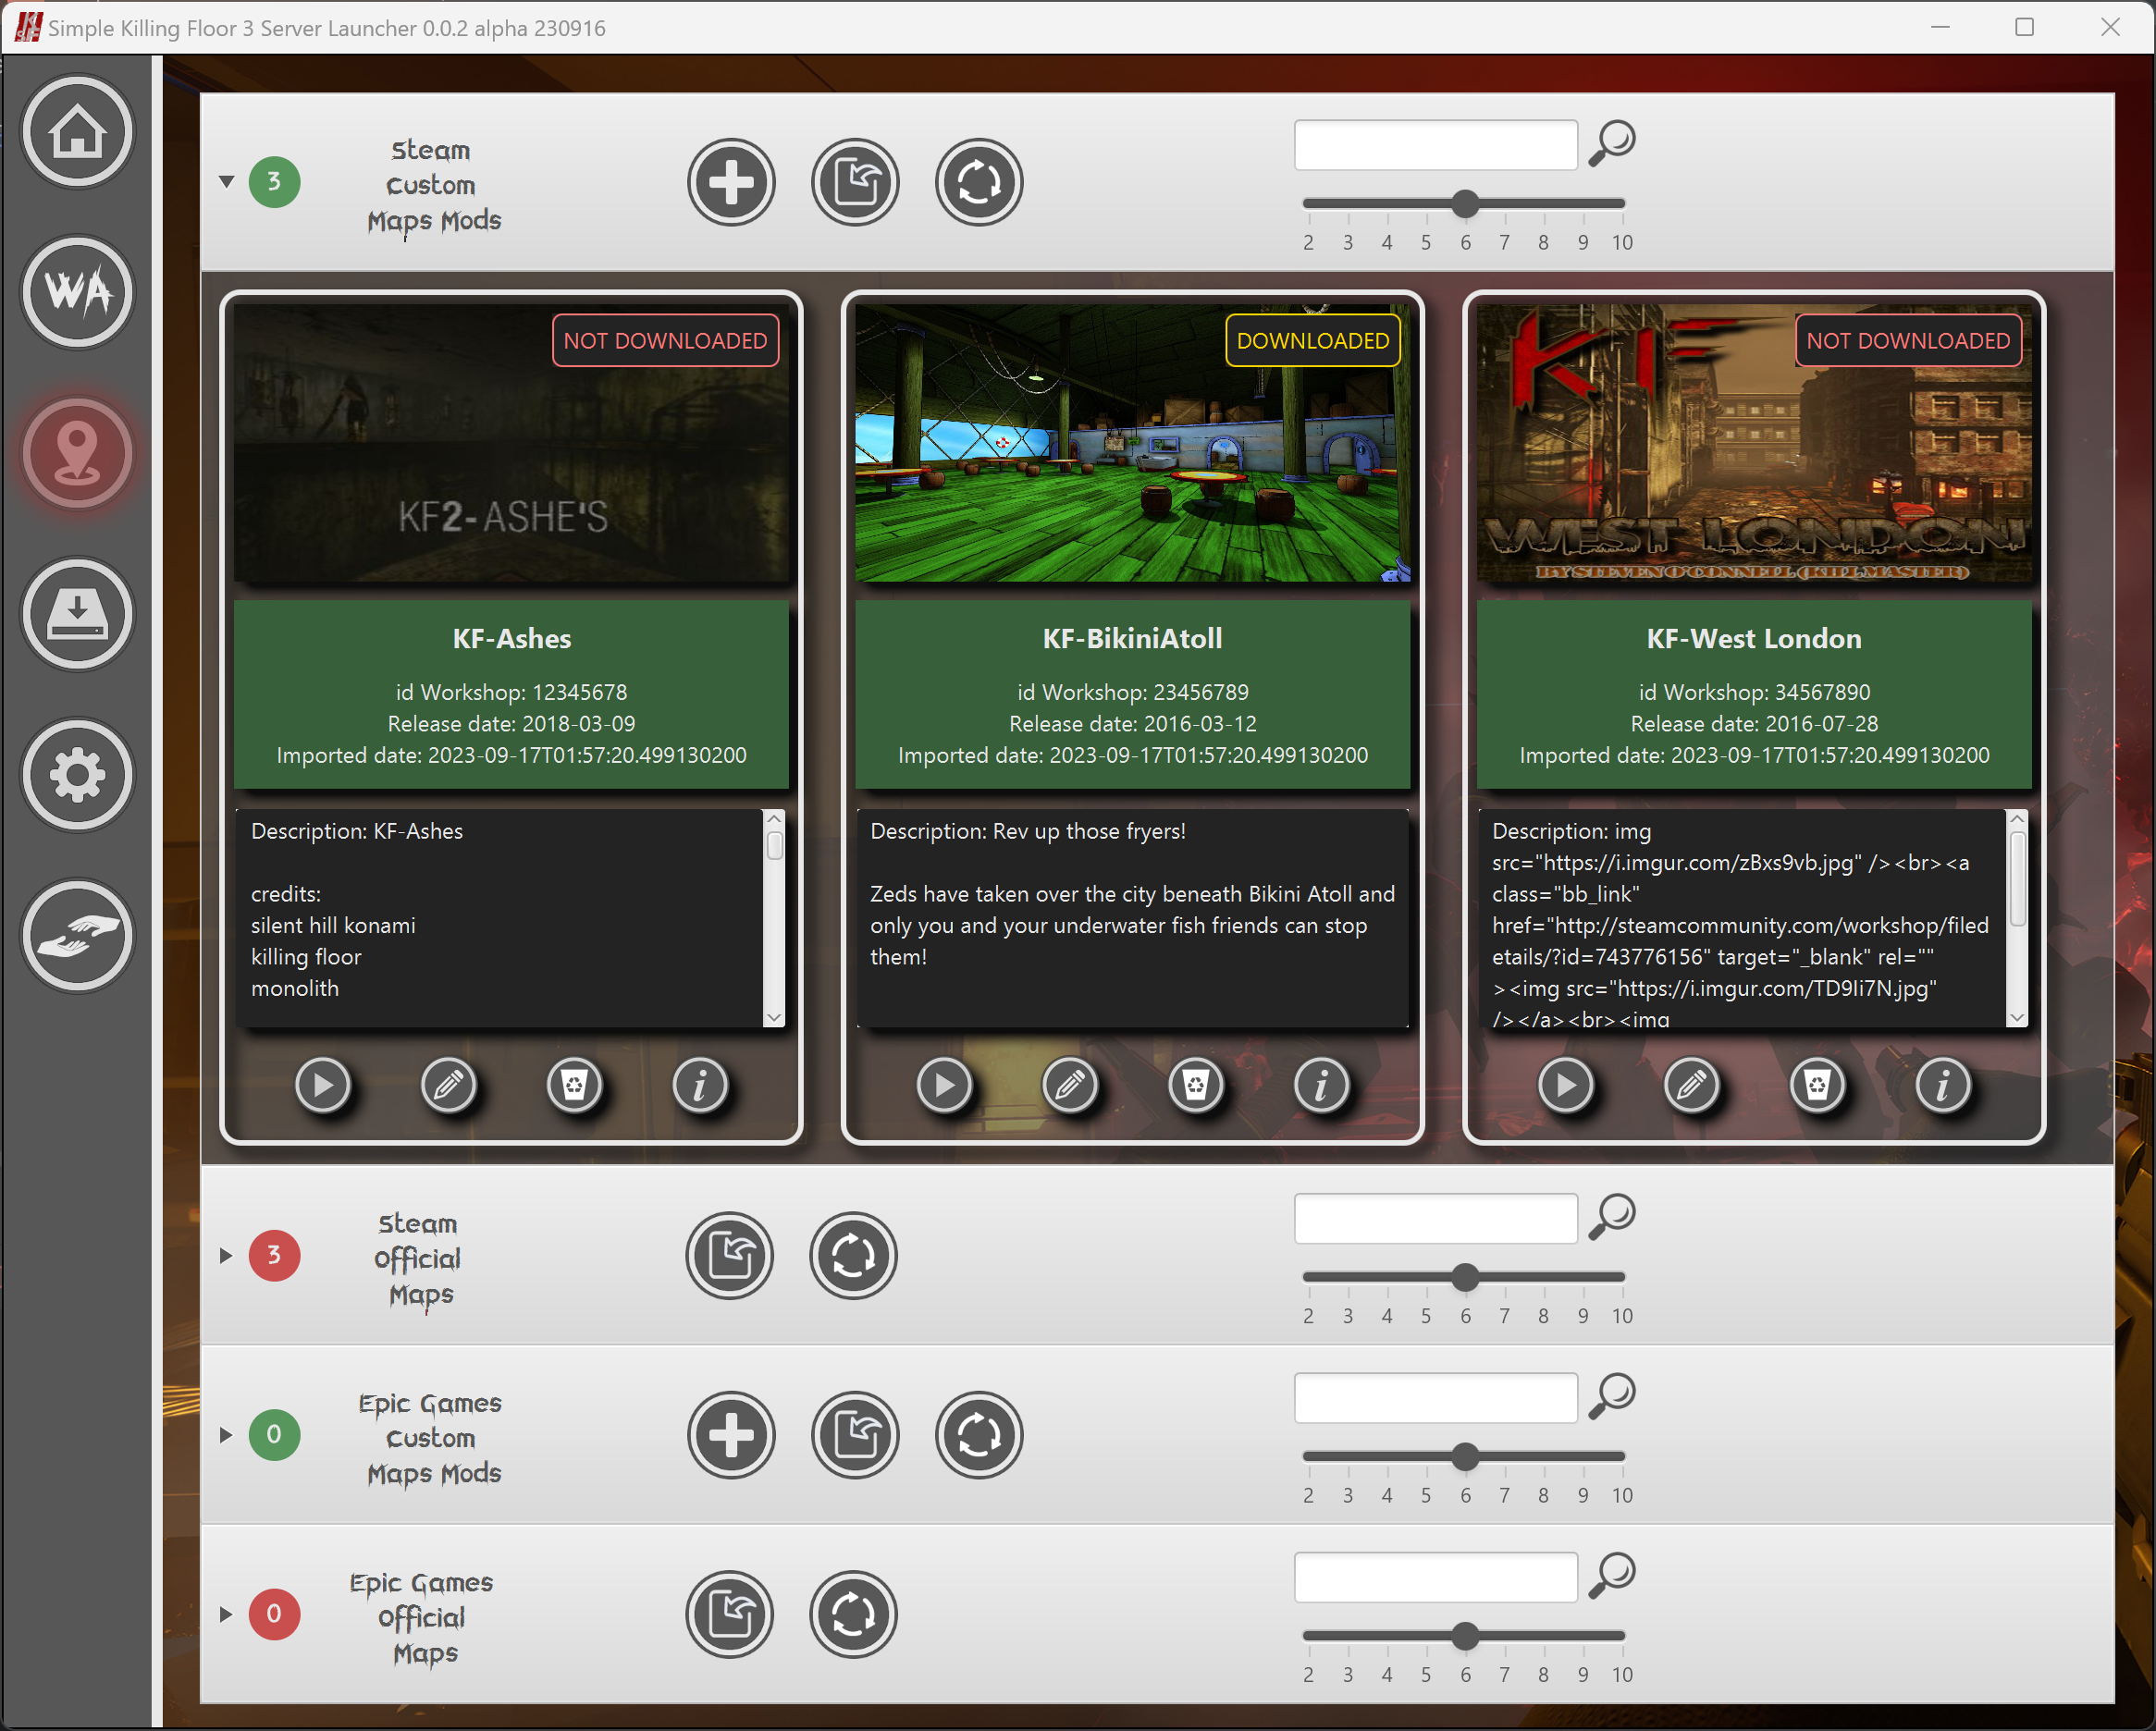 Simple Killing Floor 3 Server Launcher 0.0.2 alpha 230916
WA
3
Steam
Custom
Maps Mods
2 3 4 5 6 7 8 9 10
NOT DOWNLOADED
KF2-ASHE'S
KF-Ashes
id Workshop: 12345678
Release date: 2018-03-09
Imported date: 2023-09-17T01:57:20.499130200
Description: KF-Ashes
credits:
silent hill konami
killing floor
monolith
DOWNLOADED
KF-BikiniAtoll
id Workshop: 23456789
Release date: 2016-03-12
Imported date: 2023-09-17T01:57:20.499130200
Description: Rev up those fryers!
Zeds have taken over the city beneath Bikini Atoll and
only you and your underwater fish friends can stop
them!
NOT DOWNLOADED
KF
WEST LONDON
BY STEVEN O'CONNELL (KILLMASTER)
KF-West London
id Workshop: 34567890
Release date: 2016-07-28
Imported date: 2023-09-17T01:57:20.499130200
Description: img
src="https://i.imgur.com/zBxs9vb.jpg" /><br><a
class="bb_link"
href="http://steamcommunity.com/workshop/filed
etails/?id=743776156" target="_blank" rel=""
><img src="https://i.imgur.com/TD9Ii7N.jpg"
/></a><br><img
3
Steam
Official
Maps
2 3 4 5 6 7 8 9 10
0
Epic Games
Custom
Maps Mods
2 3 4 5 6 7 8 9 10
0
Epic Games
Official
Maps
2 3 4 5 6 7 8 9 10